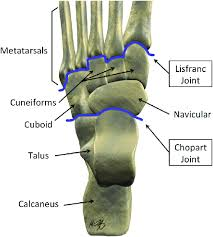 Metatarsals
Lisfranc
Joint
Cuneiforms
Cuboid
Navicular
Talus
Chopart
Joint
Calcaneus